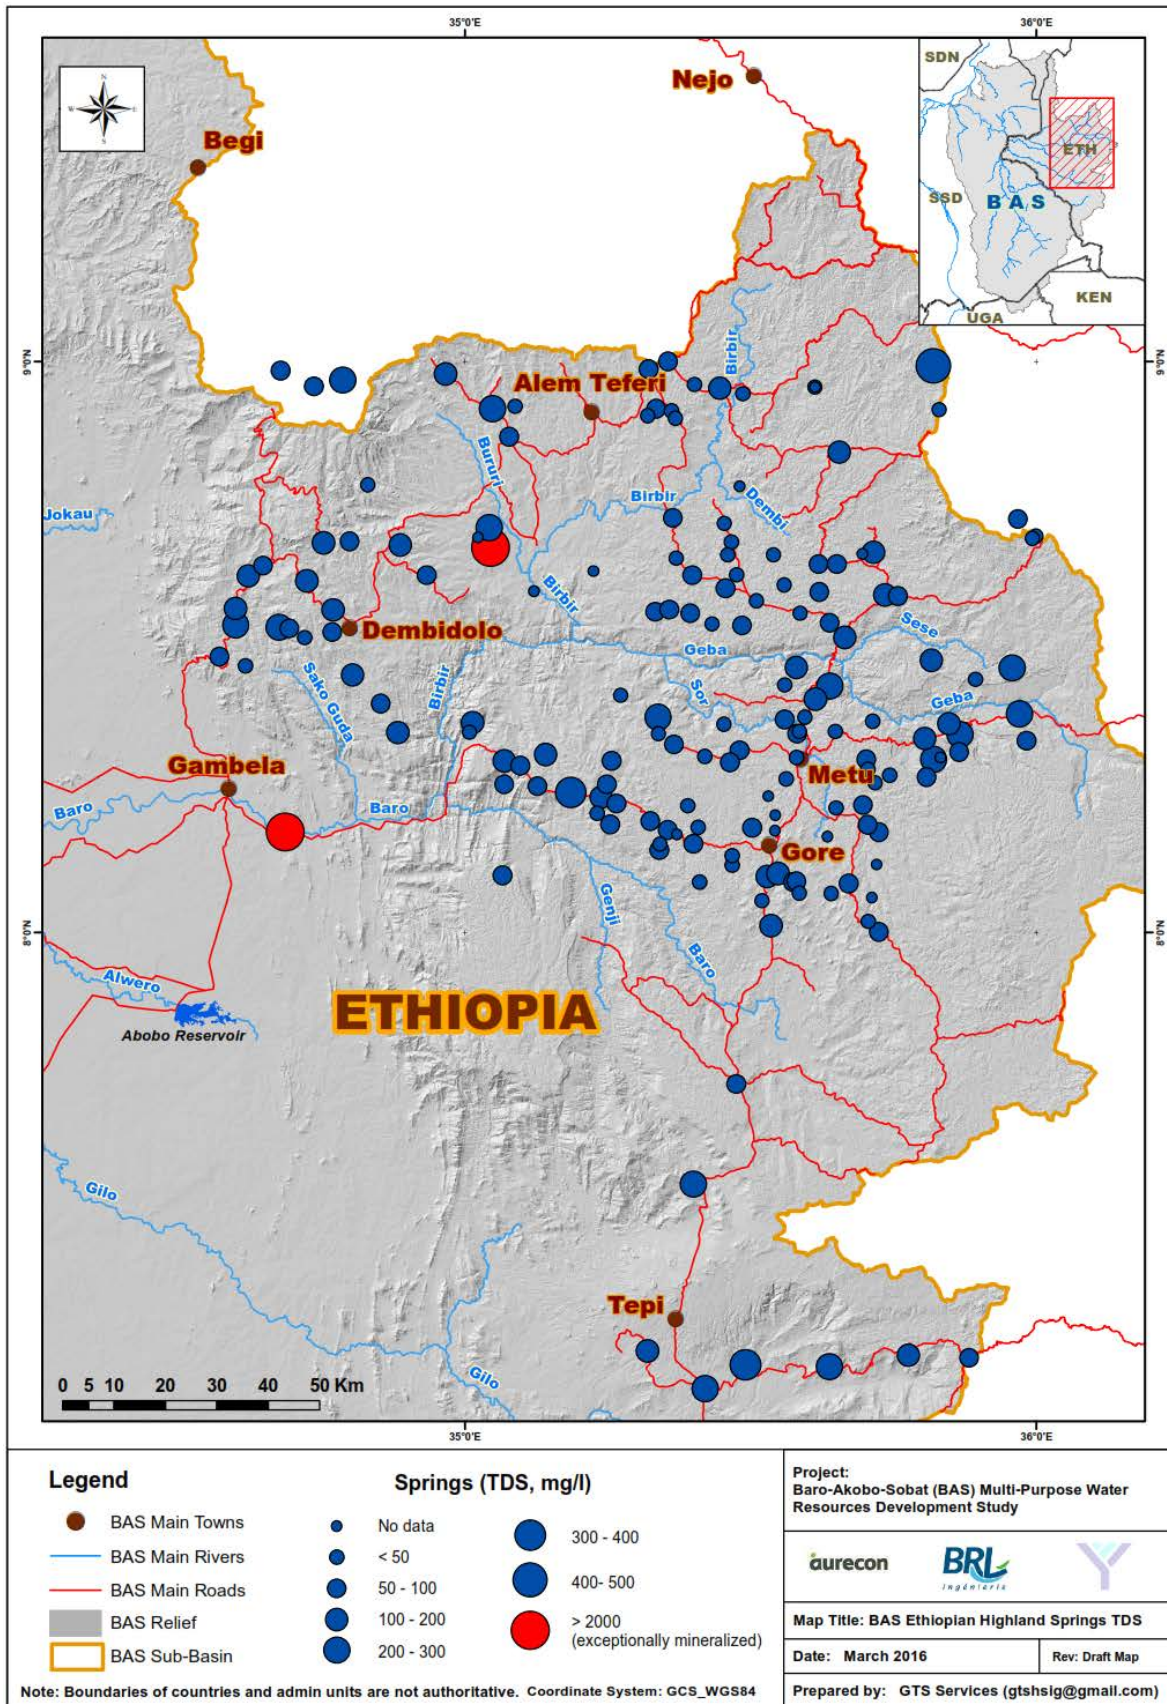 35°0'E
36°0'E
N
W
E
S
SDN
ETH
SSD
BAS
KEN
UGA
Nejo
Begi
9°0'N
9°0'N
Alem Teferi
Birbir
Bururi
Birbir
Dembi
Jokau
Birbir
Dembidolo
Sese
Geba
Sor
Geba
Sako Guda
Birbir
Gambela
Metu
Baro
Baro
Gore
Genji
Baro
8°0'N
8°0'N
Alwero
ETHIOPIA
Abobo Reservoir
Gilo
Tepi
Gilo
0 5 10 20 30 40 50 Km
35°0'E
36°0'E
Legend
BAS Main Towns
BAS Main Rivers
BAS Main Roads
BAS Relief
BAS Sub-Basin
Springs (TDS, mg/l)
No data
< 50
50 - 100
100 - 200
200 - 300
300 - 400
400- 500
> 2000
(exceptionally mineralized)
Note: Boundaries of countries and admin units are not authoritative. Coordinate System: GCS_WGS84
Project:
Baro-Akobo-Sobat (BAS) Multi-Purpose Water
Resources Development Study
aurecon
BRL
ingénierie
Map Title: BAS Ethiopian Highland Springs TDS
Date: March 2016
Rev: Draft Map
Prepared by: GTS Services (gtshsig@gmail.com)